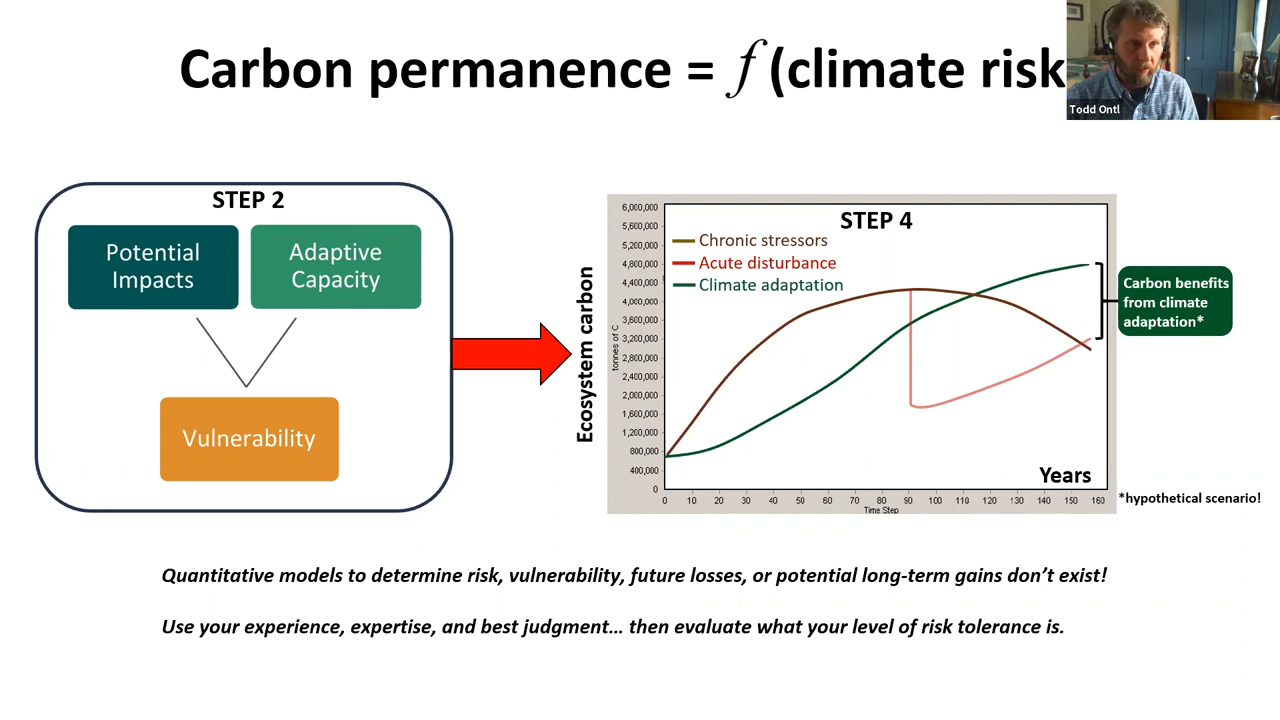 Carbon permanence = f (climate risk
Todd Ontl
STEP 2
Potential
Impacts
Adaptive
Capacity
Vulnerability
STEP 4
Chronic stressors
Acute disturbance
Climate adaptation
Ecosystem carbon
tonnes of C
6,000,000
5,600,000
5,200,000
4,800,000
4,400,000
4,000,000
3,600,000
3,200,000
2,800,000
2,400,000
2,000,000
1,600,000
1,200,000
800,000
400,000
0
0 10 20 30 40 50 60 70 80 90 100 110 120 130 140 150 160
Time Step
Years
Carbon benefits
from climate
adaptation*
*hypothetical scenario!
Quantitative models to determine risk, vulnerability, future losses, or potential long-term gains don't exist!
Use your experience, expertise, and best judgment... then evaluate what your level of risk tolerance is.